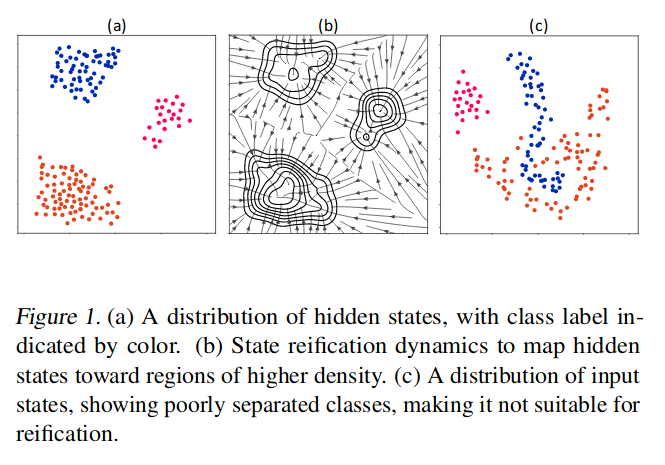 (a) (b) (c)
Figure 1. (a) A distribution of hidden states, with class label in-
dicated by color. (b) State reification dynamics to map hidden
states toward regions of higher density. (c) A distribution of input
states, showing poorly separated classes, making it not suitable for
reification.